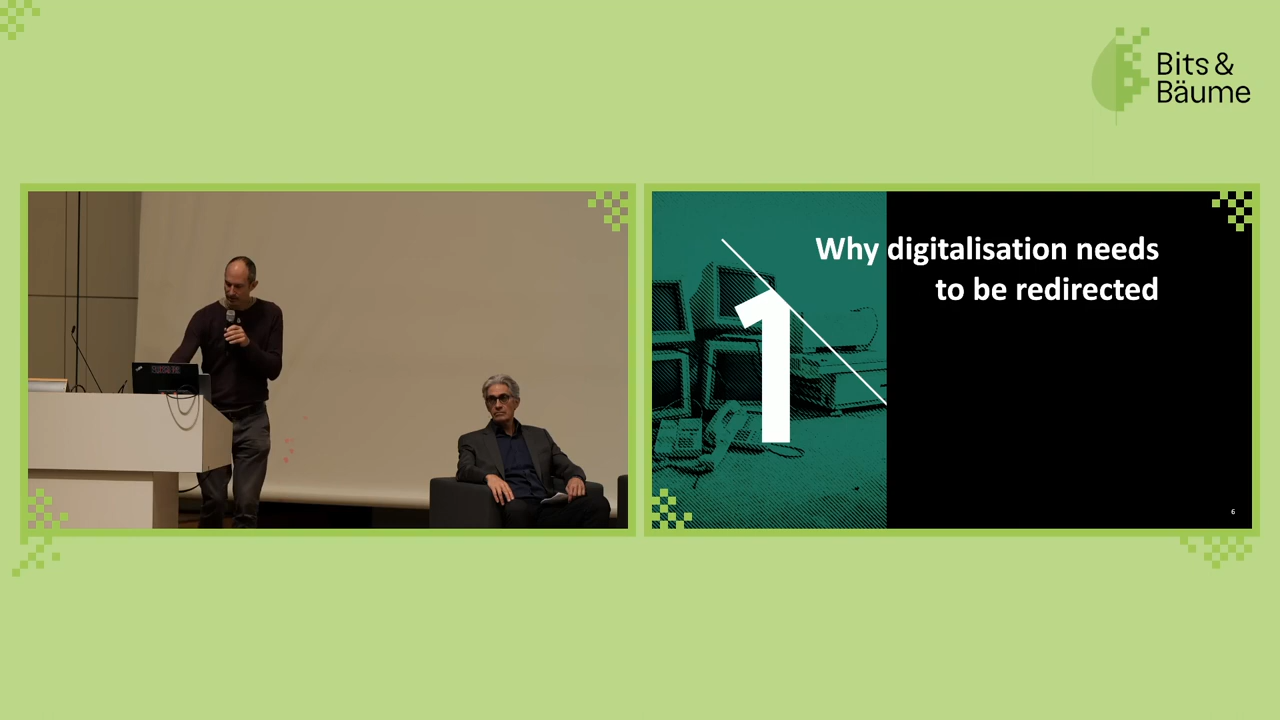 Bits &
Bäume
Why digitalisation needs
to be redirected
1
6